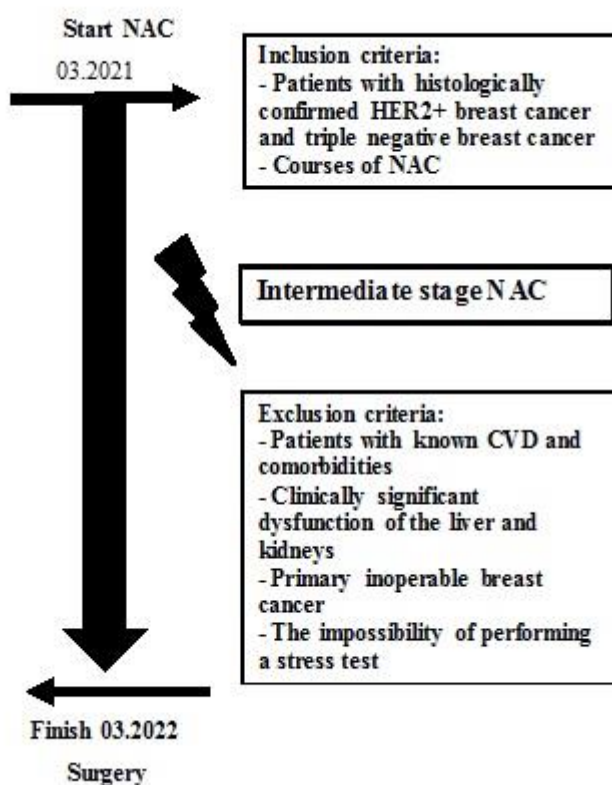 Start NAC
03.2021
Inclusion criteria:
- Patients with histologically
confirmed HER2+ breast cancer
and triple negative breast cancer
- Courses of NAC
Intermediate stage NAC
Exclusion criteria:
- Patients with known CVD and
comorbidities
- Clinically significant
dysfunction of the liver and
kidneys
- Primary inoperable breast
cancer
- The impossibility of performing
a stress test
Finish 03.2022
Surgery